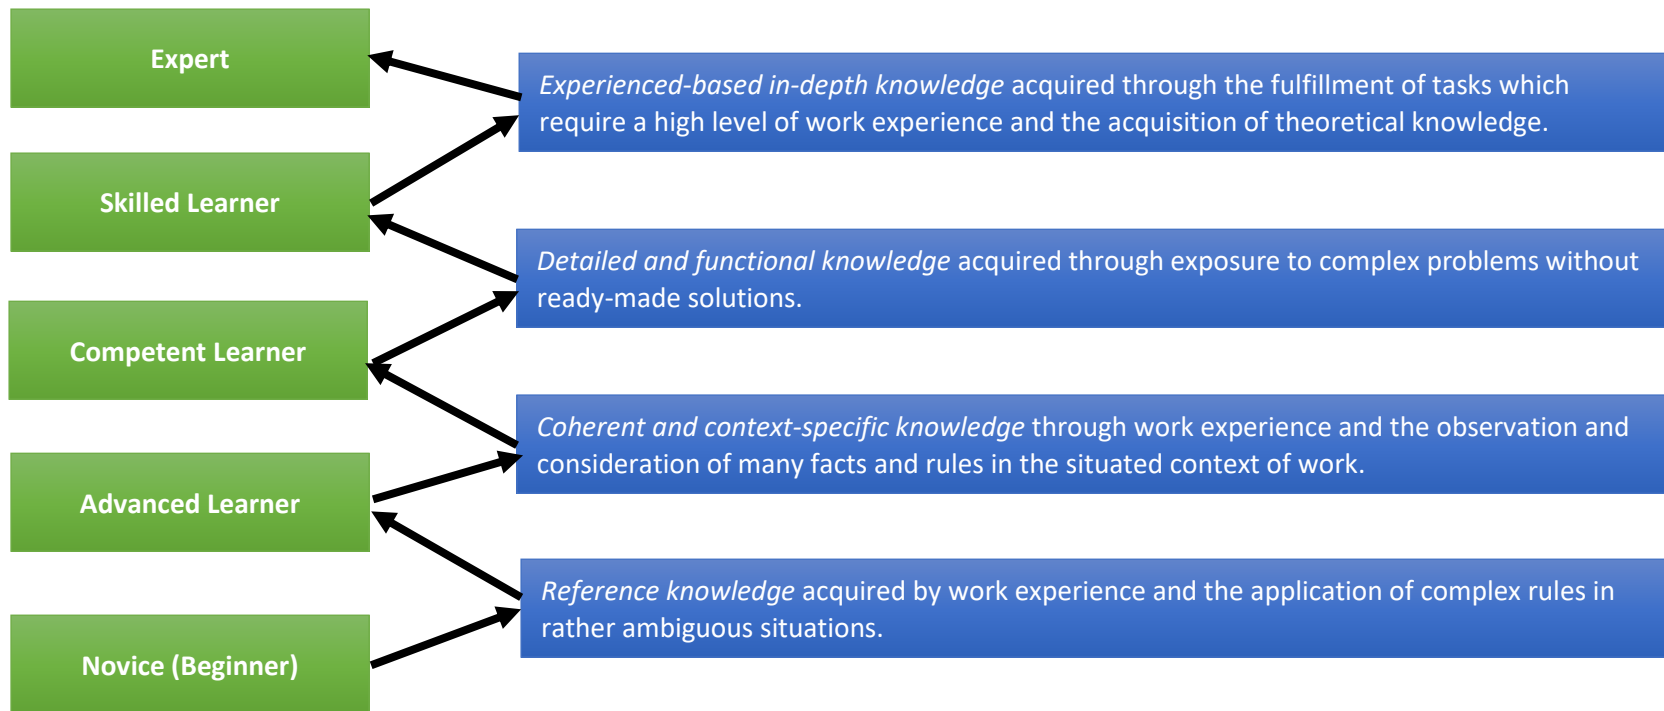 Expert
Experienced-based in-depth knowledge acquired through the fulfillment of tasks which
require a high level of work experience and the acquisition of theoretical knowledge.
Skilled Learner
Detailed and functional knowledge acquired through exposure to complex problems without
ready-made solutions.
Competent Learner
Coherent and context-specific knowledge through work experience and the observation and
consideration of many facts and rules in the situated context of work.
Advanced Learner
Reference knowledge acquired by work experience and the application of complex rules in
rather ambiguous situations.
Novice (Beginner)